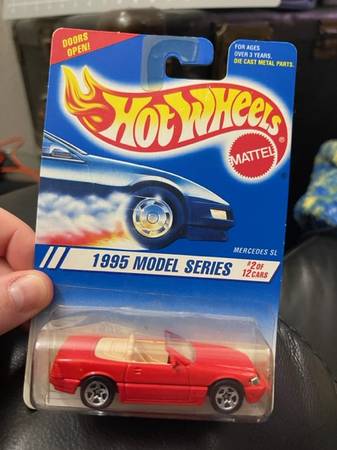 DOORS
OPEN!
FOR AGES
OVER 3 YEARS.
DIE CAST METAL PARTS.
HOT WHEELS
MATTEL
MERCEDES SL
1995 MODEL SERIES
#2 OF
12 CARS